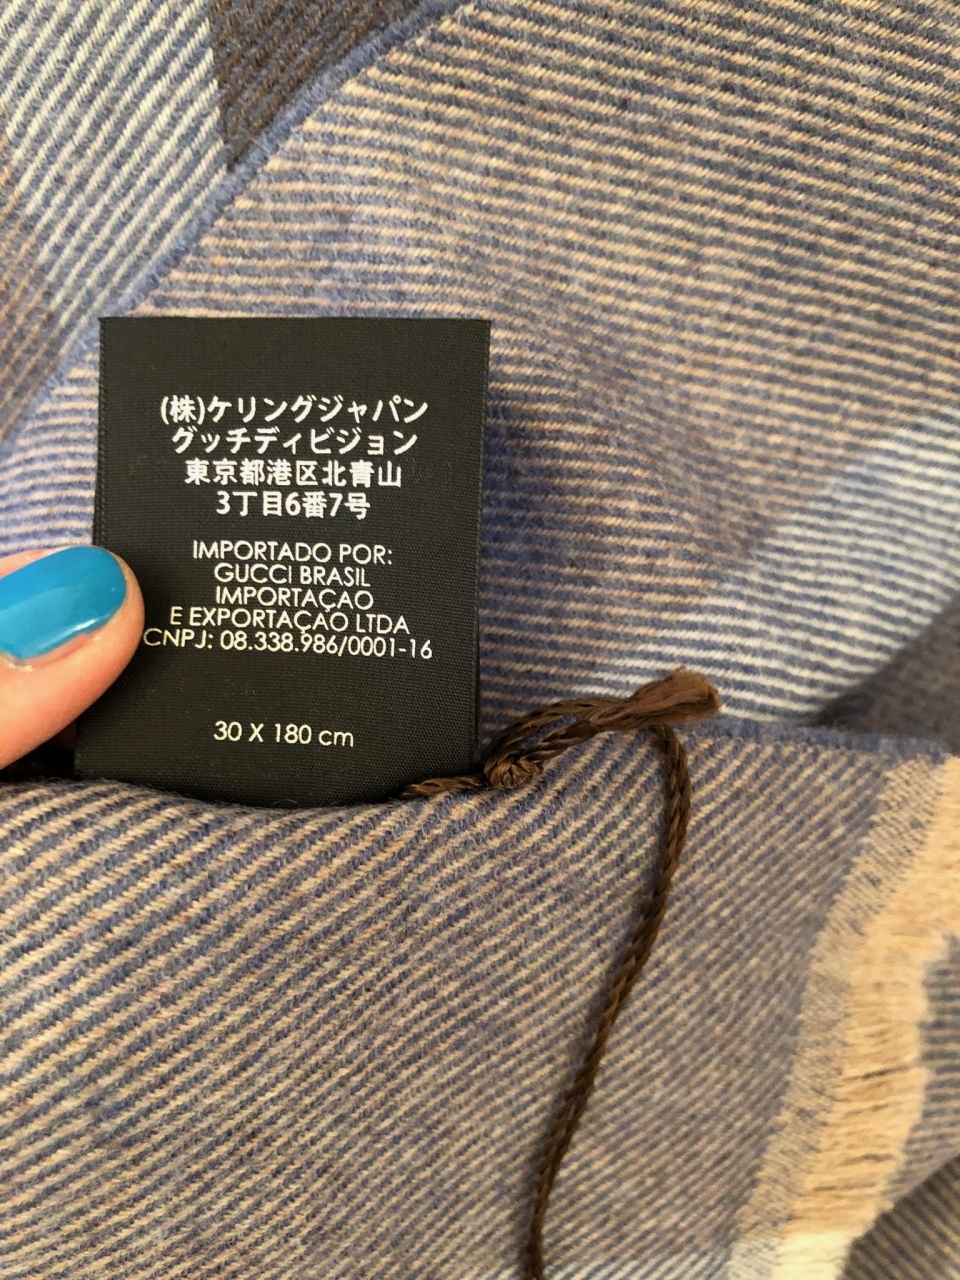 (株)ケリングジャパン
グッチディビジョン
東京都港区北青山
3丁目6番7号
IMPORTADO POR:
GUCCI BRASIL
IMPORTAÇAO
E EXPORTAÇAO LTDA
CNPJ: 08.338.986/0001-16
30 X 180 cm